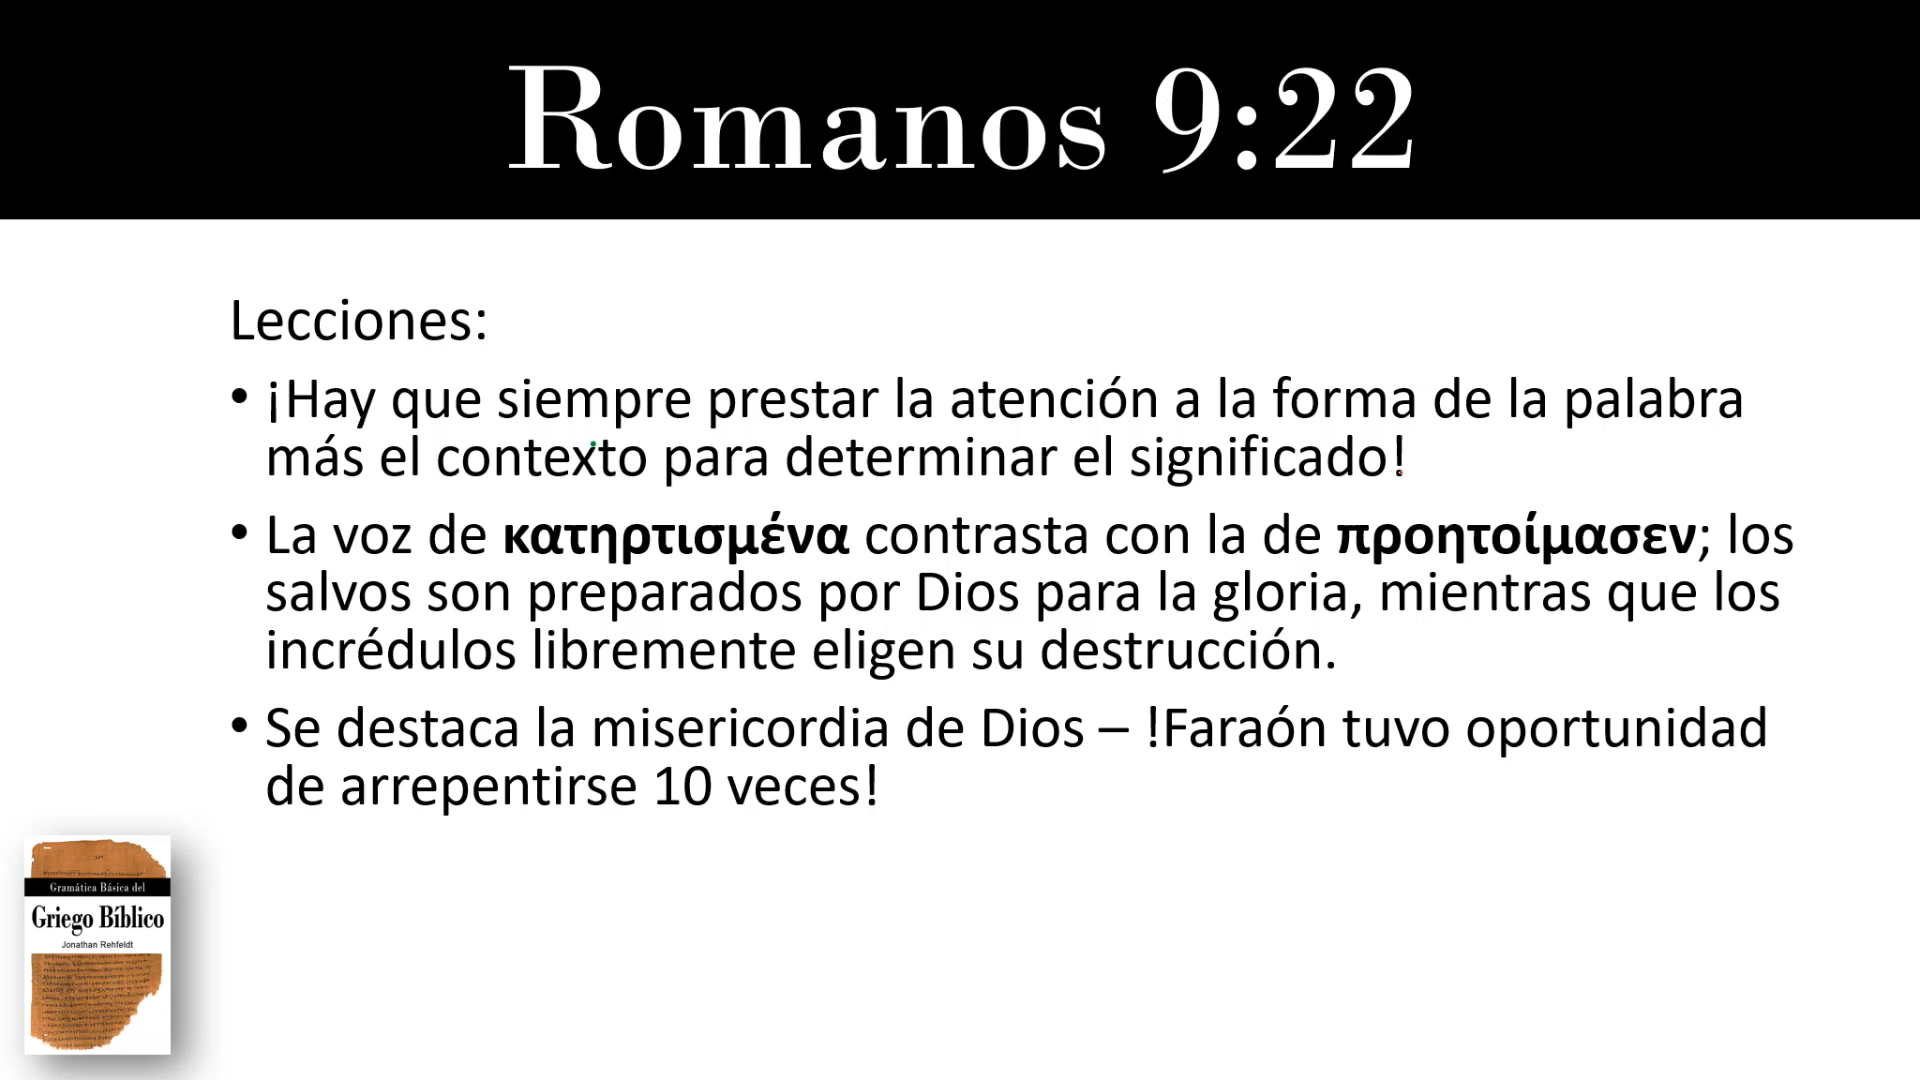 Romanos 9:22
Lecciones:
• ¡Hay que siempre prestar la atención a la forma de la palabra
más el contexto para determinar el significado!
• La voz de κατηρτισμένα contrasta con la de προητοίμασεν; los
salvos son preparados por Dios para la gloria, mientras que los
incrédulos libremente eligen su destrucción.
• Se destaca la misericordia de Dios – !Faraón tuvo oportunidad
de arrepentirse 10 veces!
Gramática Básica del
Griego Bíblico
Jonathan Rehfeldt